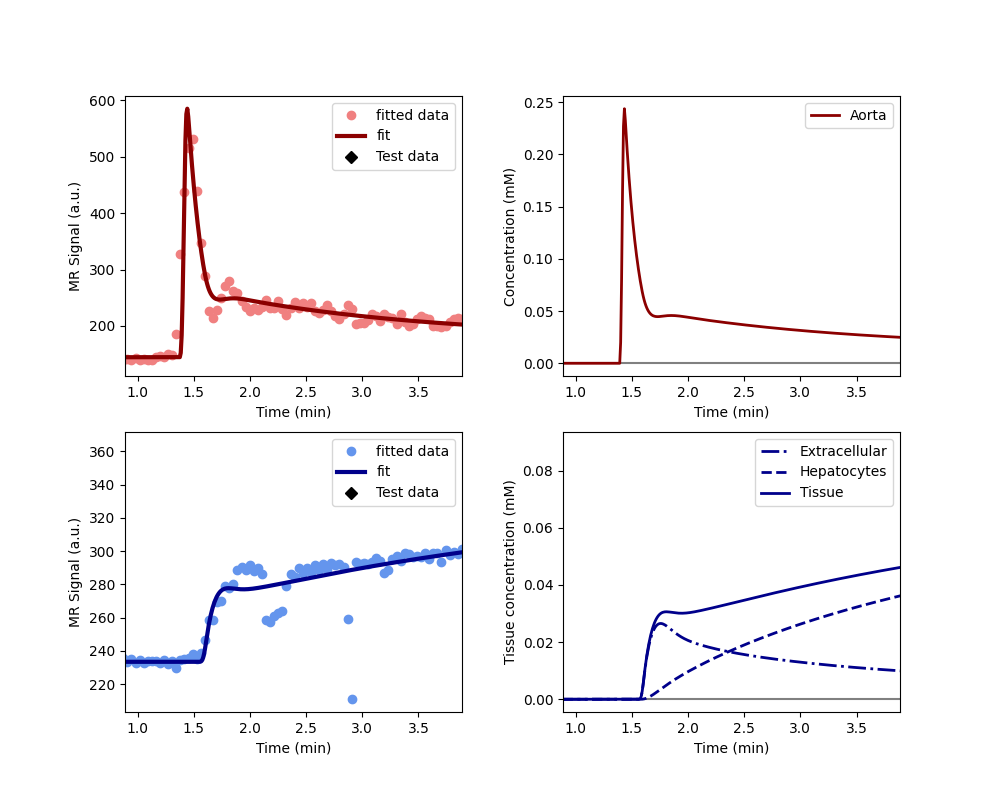 600
500
400
300
200
MR Signal (a.u.)
1.0 1.5 2.0 2.5 3.0 3.5
Time (min)
fitted data
fit
Test data
0.25
0.20
0.15
0.10
0.05
0.00
Concentration (mM)
1.0 1.5 2.0 2.5 3.0 3.5
Time (min)
Aorta
360
340
320
300
280
260
240
220
MR Signal (a.u.)
1.0 1.5 2.0 2.5 3.0 3.5
Time (min)
fitted data
fit
Test data
0.08
0.06
0.04
0.02
0.00
Tissue concentration (mM)
1.0 1.5 2.0 2.5 3.0 3.5
Time (min)
Extracellular
Hepatocytes
Tissue